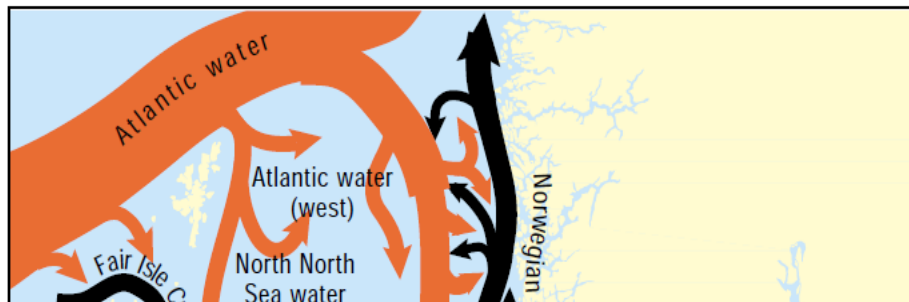 Atlantic water
Atlantic water
(west)
Norwegian
Fair Isle C
North North
Sea water